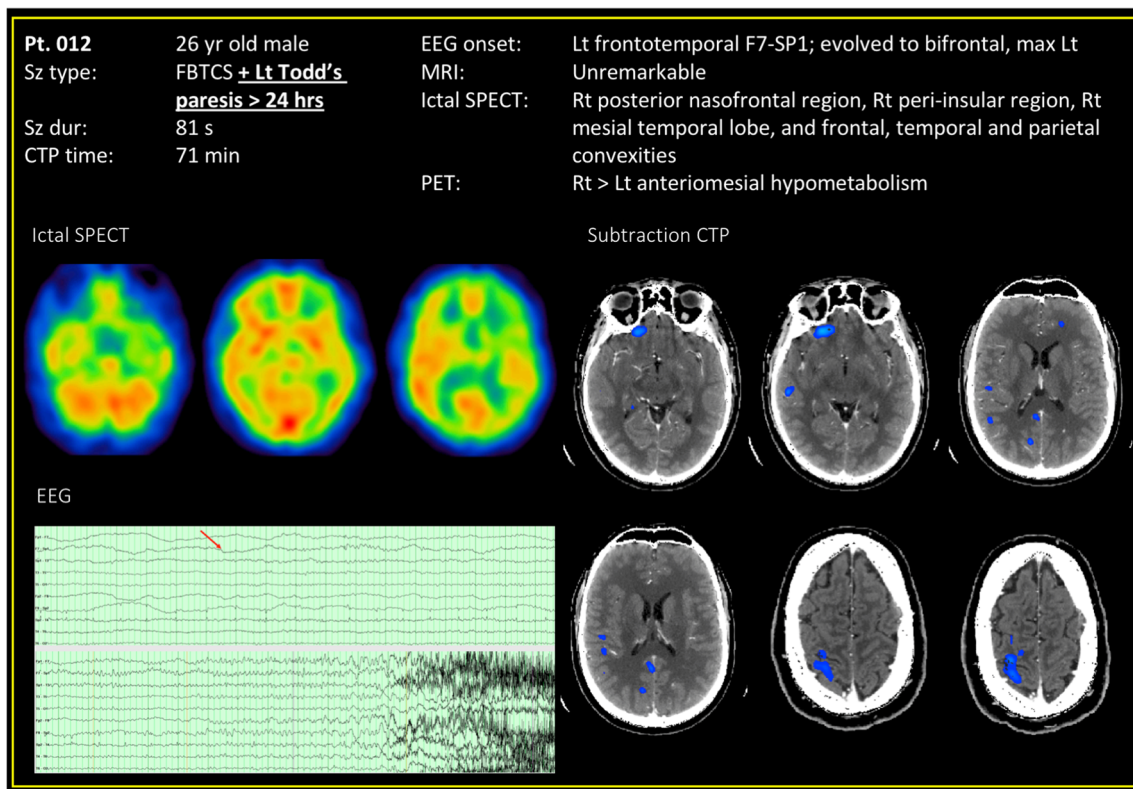 Pt. 012
26 yr old male
Sz type:
FBTCS + Lt Todd's
paresis > 24 hrs
Sz dur:
81 s
CTP time:
71 min
EEG onset:
Lt frontotemporal F7-SP1; evolved to bifrontal, max Lt
MRI:
Unremarkable
Ictal SPECT:
Rt posterior nasofrontal region, Rt peri-insular region, Rt
mesial temporal lobe, and frontal, temporal and parietal
convexities
PET:
Rt > Lt anteriomesial hypometabolism
Ictal SPECT
Subtraction CTP
EEG